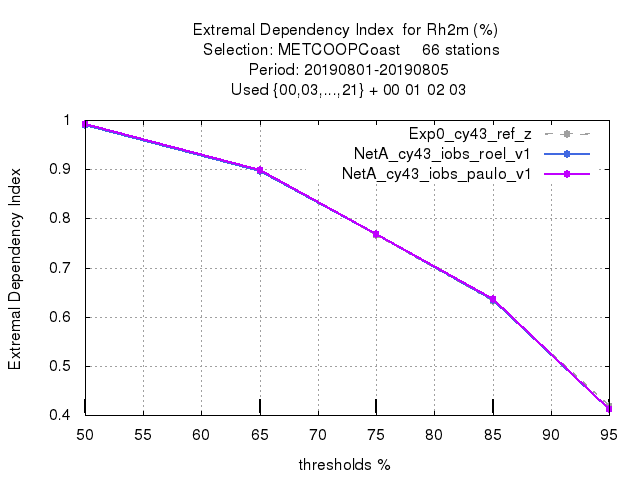 Extremal Dependency Index  for Rh2m (%)
Selection: METCOOPCoast     66 stations
Period: 20190801-20190805
Used {00,03,...,21} + 00 01 02 03
Exp0_cy43_ref_z
NetA_cy43_iobs_roel_v1
NetA_cy43_iobs_paulo_v1
Extremal Dependency Index
1
0.9
0.8
0.7
0.6
0.5
0.4
50 55 60 65 70 75 80 85 90 95
thresholds %